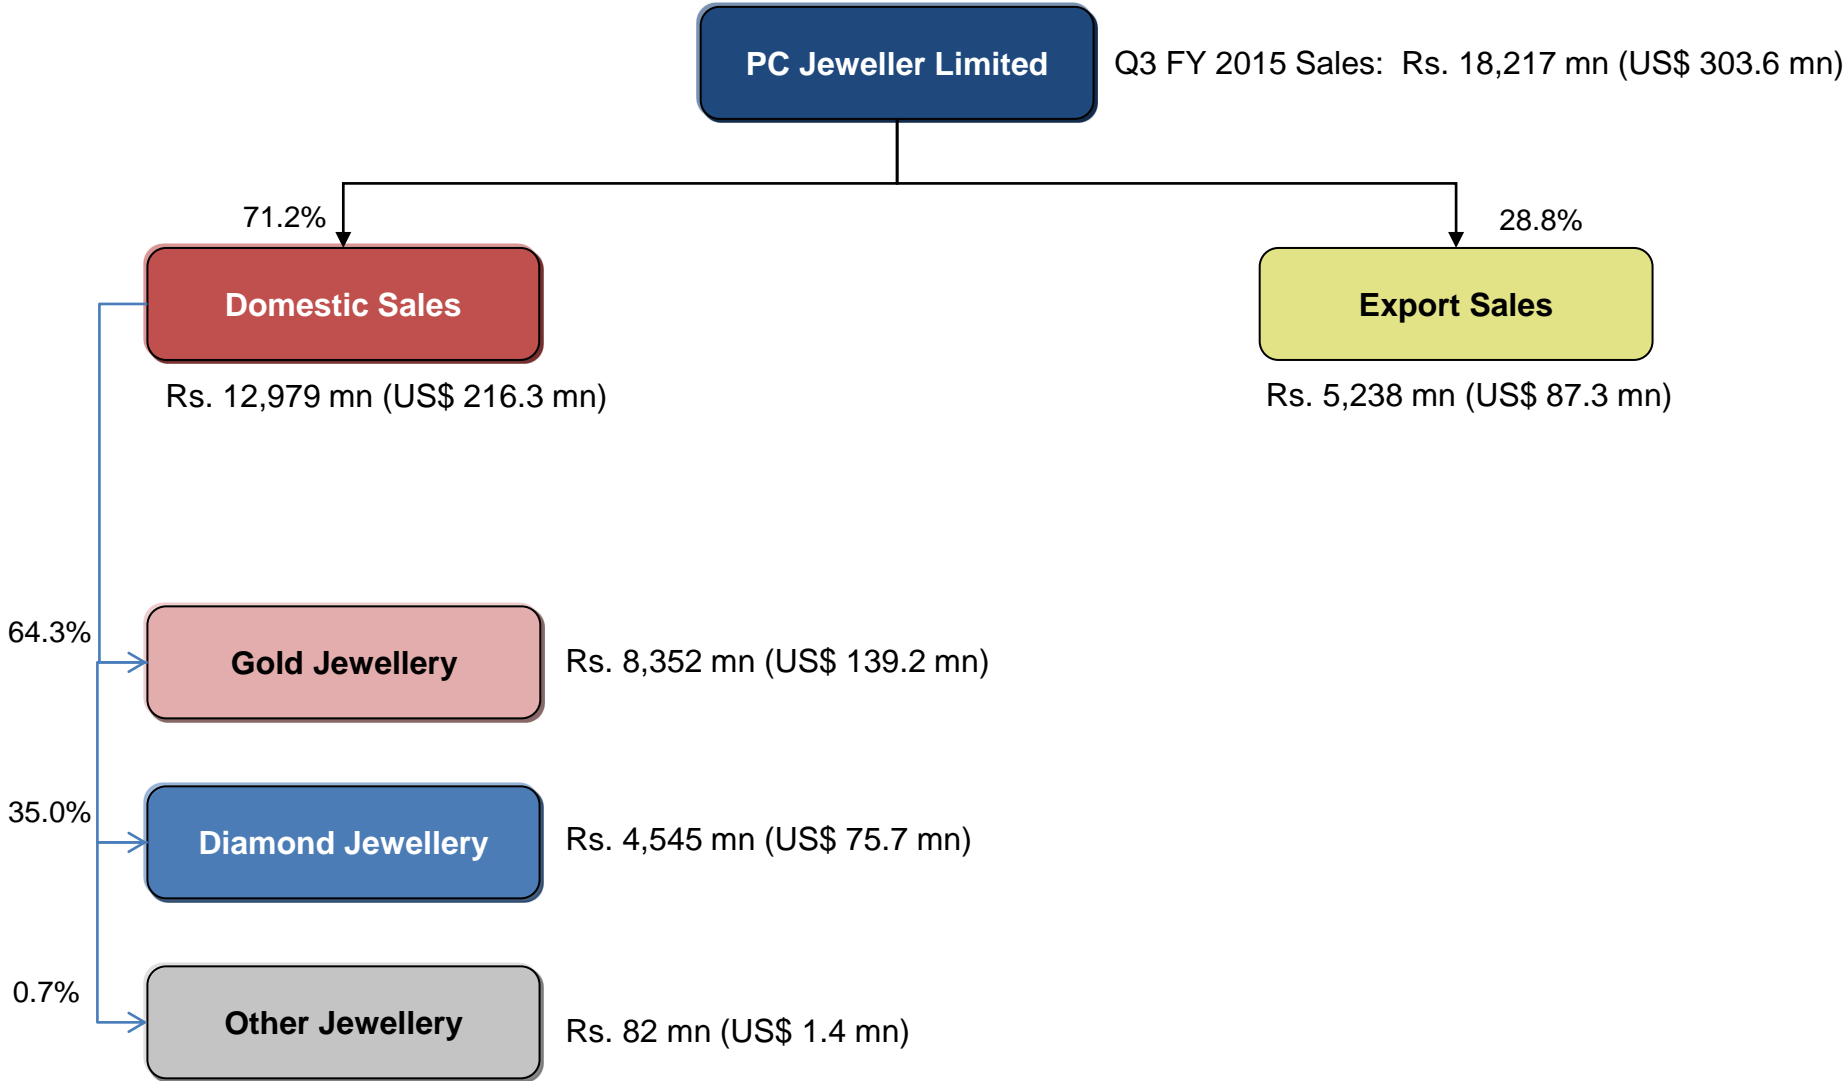 PC Jeweller Limited
Q3 FY 2015 Sales: Rs. 18,217 mn (US$ 303.6 mn)
71.2%
28.8%
Domestic Sales
Export Sales
Rs. 12,979 mn (US$ 216.3 mn)
Rs. 5,238 mn (US$ 87.3 mn)
64.3%
Gold Jewellery
Rs. 8,352 mn (US$ 139.2 mn)
35.0%
Diamond Jewellery
Rs. 4,545 mn (US$ 75.7 mn)
0.7%
Other Jewellery
Rs. 82 mn (US$ 1.4 mn)